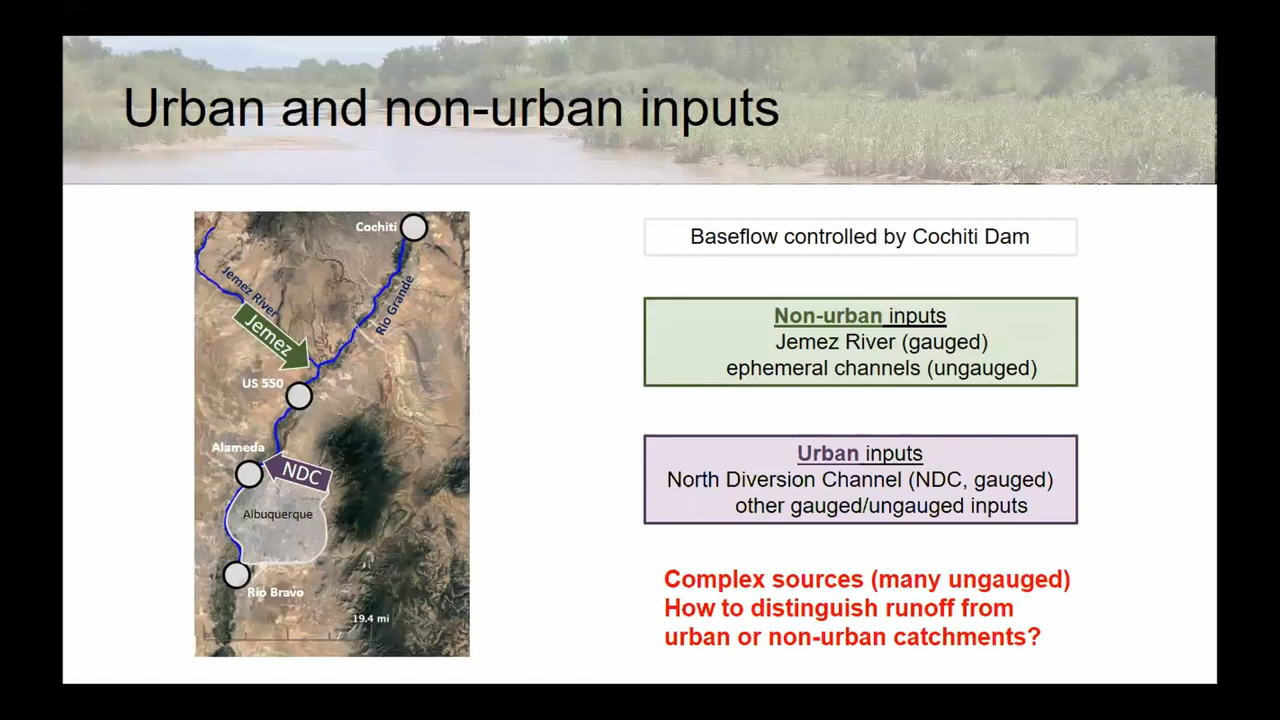 Urban and non-urban inputs
Cochiti
Jemez River
Rio Grande
Jemez
US 550
Alameda
NDC
Albuquerque
Rio Bravo
19.4 mi
Baseflow controlled by Cochiti Dam
Non-urban inputs
Jemez River (gauged)
ephemeral channels (ungauged)
Urban inputs
North Diversion Channel (NDC, gauged)
other gauged/ungauged inputs
Complex sources (many ungauged)
How to distinguish runoff from
urban or non-urban catchments?